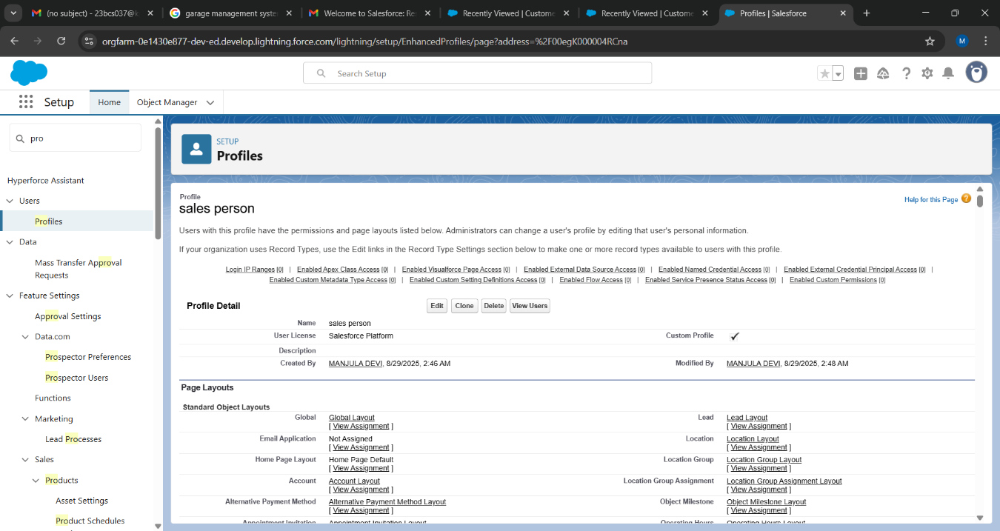 (no subject) - 23bcs037@k
garage management syste
Welcome to Salesforce: Re
Recently Viewed | Custome
Recently Viewed | Custome
Profiles | Salesforce
orgfarm-0e1430e877-dev-ed.develop.lightning.force.com/lightning/setup/EnhancedProfiles/page?address=%2F00egK000004RCna
M
Search Setup
Setup
Home
Object Manager
pro
Hyperforce Assistant
Users
Profiles
Data
Mass Transfer Approval
Requests
Feature Settings
Approval Settings
Data.com
Prospector Preferences
Prospector Users
Functions
Marketing
Lead Processes
Sales
Products
Asset Settings
Product Schedules
SETUP
Profiles
Profile
sales person
Help for this Page
Users with this profile have the permissions and page layouts listed below. Administrators can change a user's profile by editing that user's personal information.
If your organization uses Record Types, use the Edit links in the Record Type Settings section below to make one or more record types available to users with this profile.
Login IP Ranges [0] | Enabled Apex Class Access [0] | Enabled Visualforce Page Access [0] | Enabled External Data Source Access [0] | Enabled Named Credential Access [0] | Enabled External Credential Principal Access [0] |
Enabled Custom Metadata Type Access [0] | Enabled Custom Setting Definitions Access [0] | Enabled Flow Access [0] | Enabled Service Presence Status Access [0] | Enabled Custom Permissions [0]
Profile Detail Edit Clone Delete View Users
Name sales person
User License Salesforce Platform Custom Profile
Description
Created By MANJULA DEVI, 8/29/2025, 2:46 AM Modified By MANJULA DEVI, 8/29/2025, 2:48 AM
Page Layouts
Standard Object Layouts
Global Global Layout Lead Lead Layout
[ View Assignment ] [ View Assignment ]
Email Application Not Assigned Location Location Layout
[ View Assignment ] [ View Assignment ]
Home Page Layout Home Page Default Location Group Location Group Layout
[ View Assignment ] [ View Assignment ]
Account Account Layout Location Group Assignment Location Group Assignment Layout
[ View Assignment ] [ View Assignment ]
Alternative Payment Method Alternative Payment Method Layout Object Milestone Object Milestone Layout
[ View Assignment ] [ View Assignment ]
Appointment Invitation Appointment Invitation Layout Operating Hours Operating Hours Layout